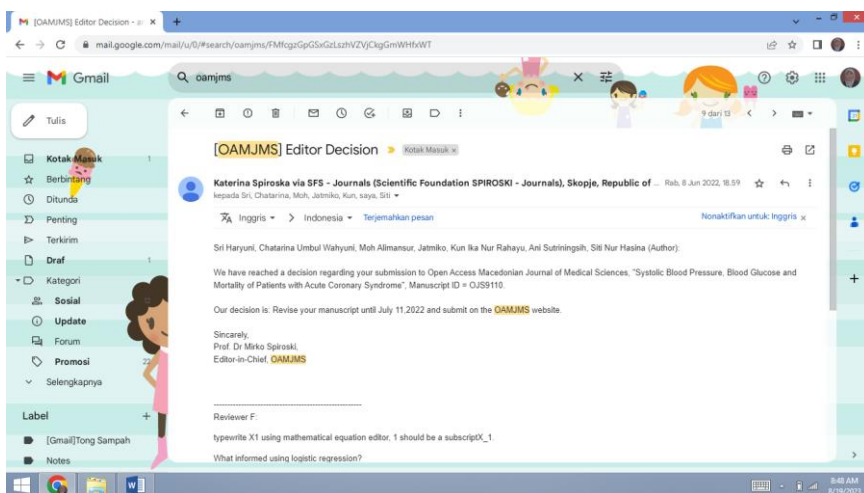 [OAMJMS] Editor Decision - 
mail.google.com/mail/u/0/#search/oamjms/
Gmail
oamjms
Tulis
9 dari 13
Kotak Masuk 1
Berbintang
Ditunda
Penting
Terkirim
Draf 1
Kategori
Sosial
Update
Forum
Promosi 22
Selengkapnya
Label
[Gmail]Tong Sampah
Notes
[OAMJMS] Editor Decision Kotak Masuk x
Katerina Spiroska via SFS - Journals (Scientific Foundation SPIROSKI - Journals), Skopje, Republic of ... Rab, 8 Jun 2022, 18.59
kepada Sri, Chatarina, Moh, Jatmiko, Kun, saya, Siti
Inggris > Indonesia Terjemahkan pesan Nonaktifkan untuk: Inggris x
Sri Haryuni, Chatarina Umbul Wahyuni, Moh Alimansur, Jatmiko, Kun Ika Nur Rahayu, Ani Sutriningsih, Siti Nur Hasina (Author):
We have reached a decision regarding your submission to Open Access Macedonian Journal of Medical Sciences, "Systolic Blood Pressure, Blood Glucose and
Mortality of Patients with Acute Coronary Syndrome", Manuscript ID = OJS9110.
Our decision is: Revise your manuscript until July 11,2022 and submit on the OAMJMS website.
Sincarely,
Prof. Dr Mirko Spiroski,
Editor-in-Chief, OAMJMS
------------------------------------------------------
Reviewer F:
typewrite X1 using mathematical equation editor, 1 should be a subscriptX_1.
What informed using logistic regression?
8:48 AM